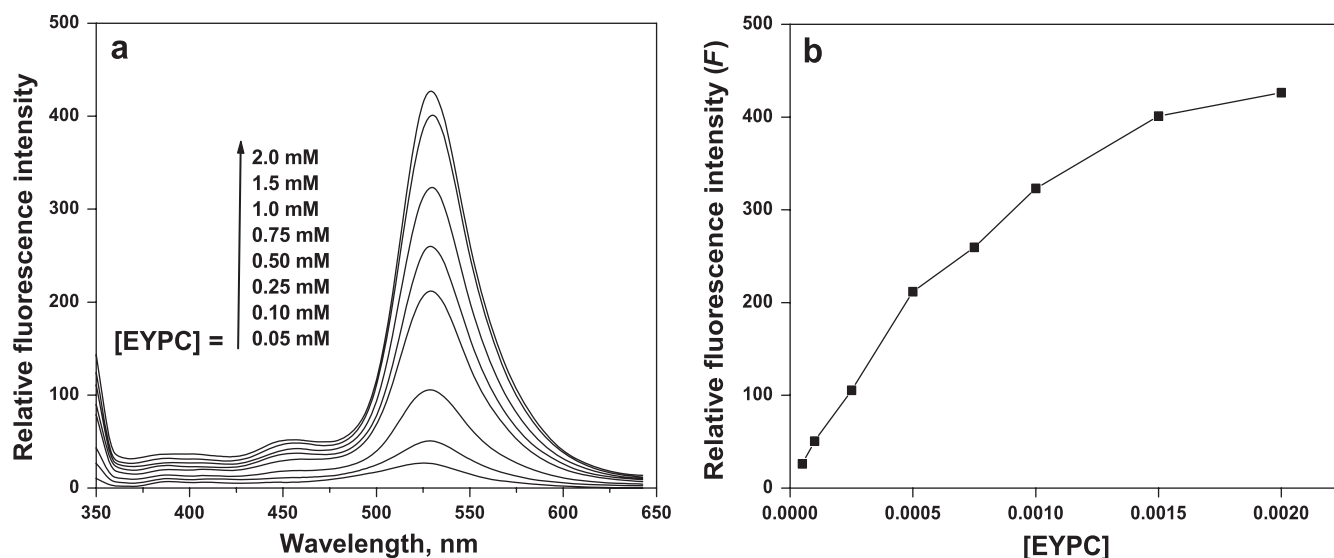 a
500
400
300
200
100
0
Relative fluorescence intensity
[EYPC] =
2.0 mM
1.5 mM
1.0 mM
0.75 mM
0.50 mM
0.25 mM
0.10 mM
0.05 mM
350 400 450 500 550 600 650
Wavelength, nm
b
500
400
300
200
100
0
Relative fluorescence intensity (F)
0.0000 0.0005 0.0010 0.0015 0.0020
[EYPC]